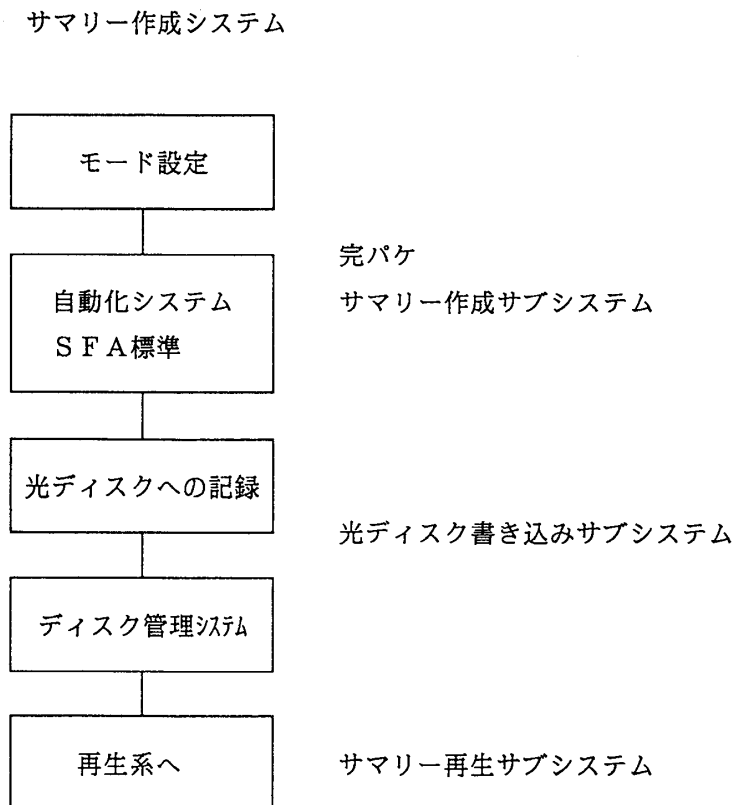 サマリー作成システム
モード設定
完パケ
自動化システム
サマリー作成サブシステム
ＳＦＡ標準
光ディスクへの記録
光ディスク書き込みサブシステム
ディスク管理ｼｽﾃﾑ
再生系へ
サマリー再生サブシステム